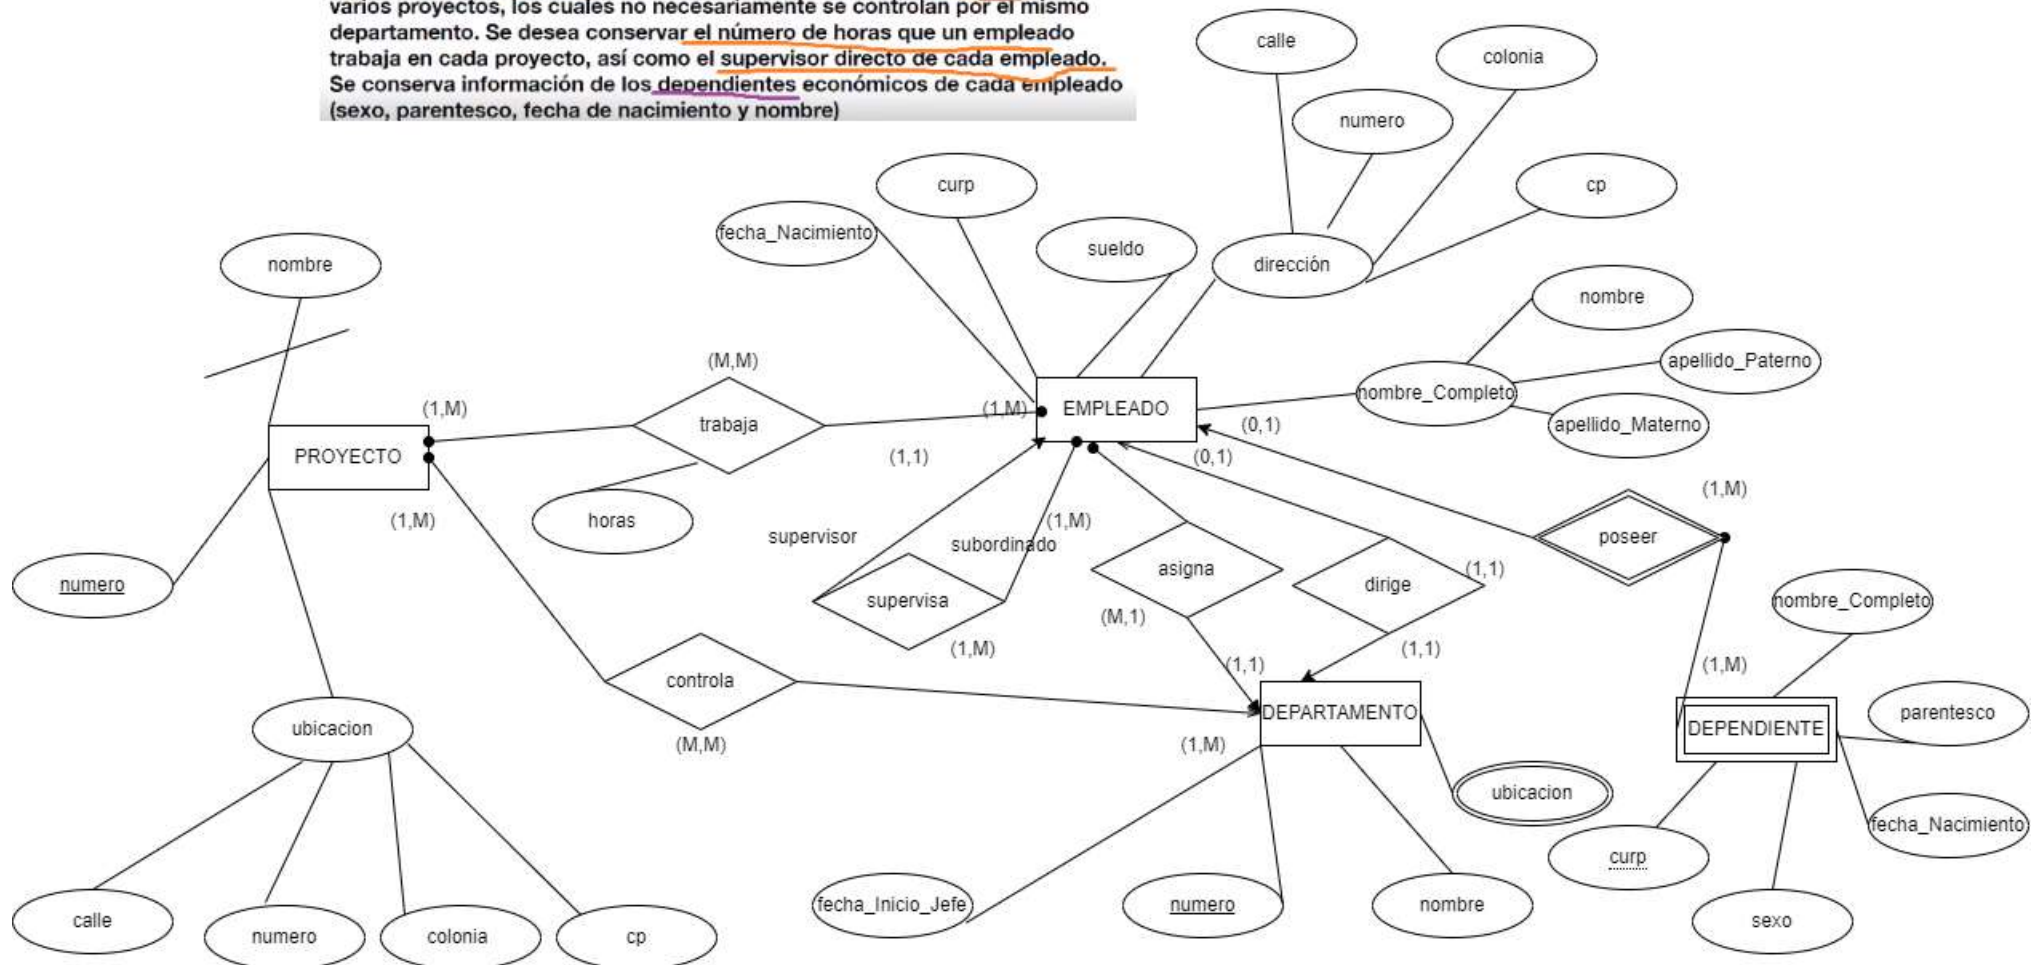 varios proyectos, los cuales no necesariamente se controlan por el mismo
departamento. Se desea conservar el número de horas que un empleado
trabaja en cada proyecto, así como el supervisor directo de cada empleado.
Se conserva información de los dependientes económicos de cada empleado
(sexo, parentesco, fecha de nacimiento y nombre)
calle
colonia
numero
curp
cp
fecha_Nacimiento
sueldo
dirección
nombre
nombre
(M,M)
apellido_Paterno
nombre_Completo
(1,M)
(1,M)
EMPLEADO
trabaja
(0,1)
apellido_Materno
PROYECTO
(1,1)
(0,1)
(1,M)
(1,M)
horas
(1,M)
supervisor
subordinado
poseer
asigna
(1,1)
dirige
numero
supervisa
nombre_Completo
(M,1)
(1,M)
(1,1)
(1,1)
(1,M)
controla
DEPARTAMENTO
parentesco
ubicacion
DEPENDIENTE
(M,M)
(1,M)
ubicacion
fecha_Nacimiento
curp
calle
numero
colonia
cp
fecha_Inicio_Jefe
numero
nombre
sexo